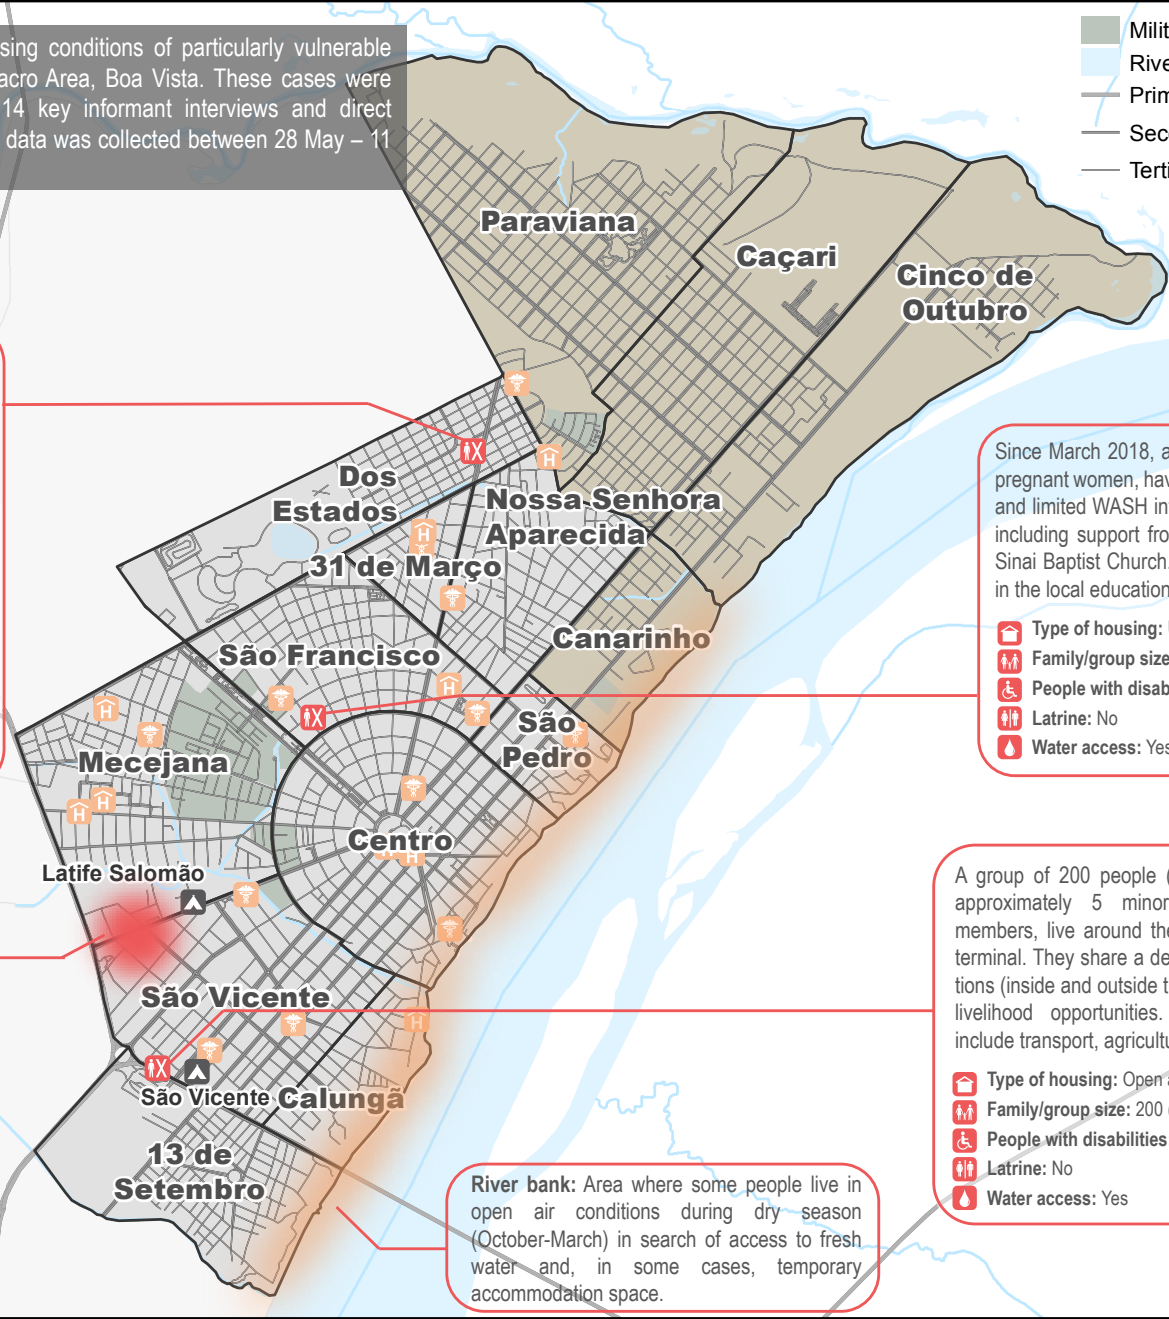 sing conditions of particularly vulnerable
acro Area, Boa Vista. These cases were
14 key informant interviews and direct
data was collected between 28 May – 11
Milit
Rive
Prim
Seco
Terti
Paraviana
Caçari
Cinco de
Outubro
Dos
Estados
Nossa Senhora
Aparecida
31 de Março
São Francisco
Canarinho
São
Pedro
Mecejana
Centro
Latife Salomão
São Vicente
São Vicente
Calungã
13 de
Setembro
Since March 2018, a
pregnant women, hav
and limited WASH in
including support fro
Sinai Baptist Church.
in the local education
Type of housing:
Family/group size
People with disab
Latrine: No
Water access: Yes
A group of 200 people (
approximately 5 minor
members, live around the
terminal. They share a de
tions (inside and outside t
livelihood opportunities.
include transport, agricultu
Type of housing: Open a
Family/group size: 200
People with disabilities
Latrine: No
Water access: Yes
River bank: Area where some people live in
open air conditions during dry season
(October-March) in search of access to fresh
water and, in some cases, temporary
accommodation space.